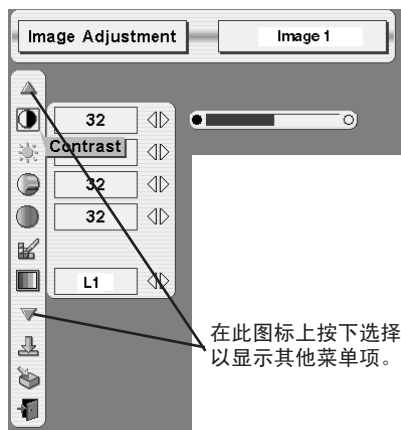 Image Adjustment
Image 1
32
Contrast
32
32
L1
在此图标上按下选择
以显示其他菜单项。